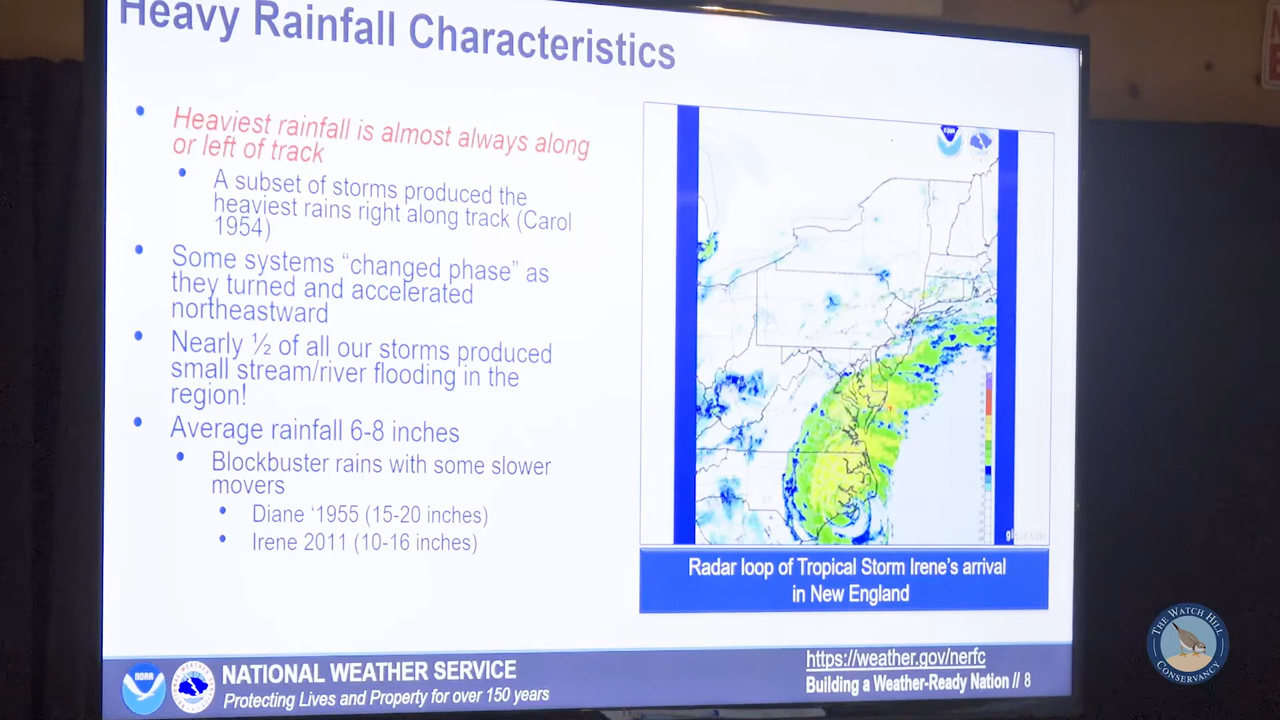 Heavy Rainfall Characteristics
• Heaviest rainfall is almost always along
or left of track
• A subset of storms produced the
heaviest rains right along track (Carol
1954)
• Some systems “changed phase” as
they turned and accelerated
northeastward
• Nearly ½ of all our storms produced
small stream/river flooding in the
region!
• Average rainfall 6-8 inches
• Blockbuster rains with some slower
movers
• Diane ‘1955 (15-20 inches)
• Irene 2011 (10-16 inches)
Radar loop of Tropical Storm Irene’s arrival
in New England
NOAA
NATIONAL WEATHER SERVICE
Protecting Lives and Property for over 150 years
https://weather.gov/nerfc
Building a Weather-Ready Nation // 8
THE WATCH HILL
CONSERVANCY